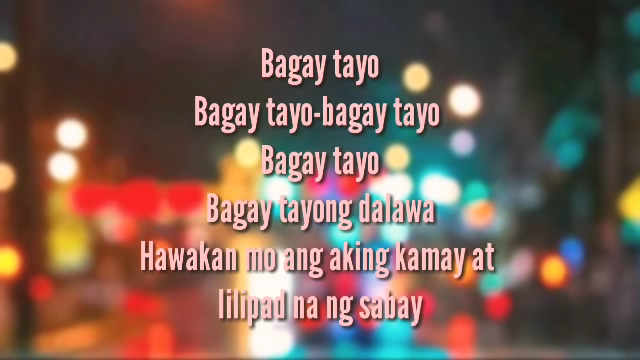 Bagay tayo
Bagay tayo-bagay tayo
Bagay tayo
Bagay tayong dalawa
Hawakan mo ang aking kamay at
lilipad na ng sabay